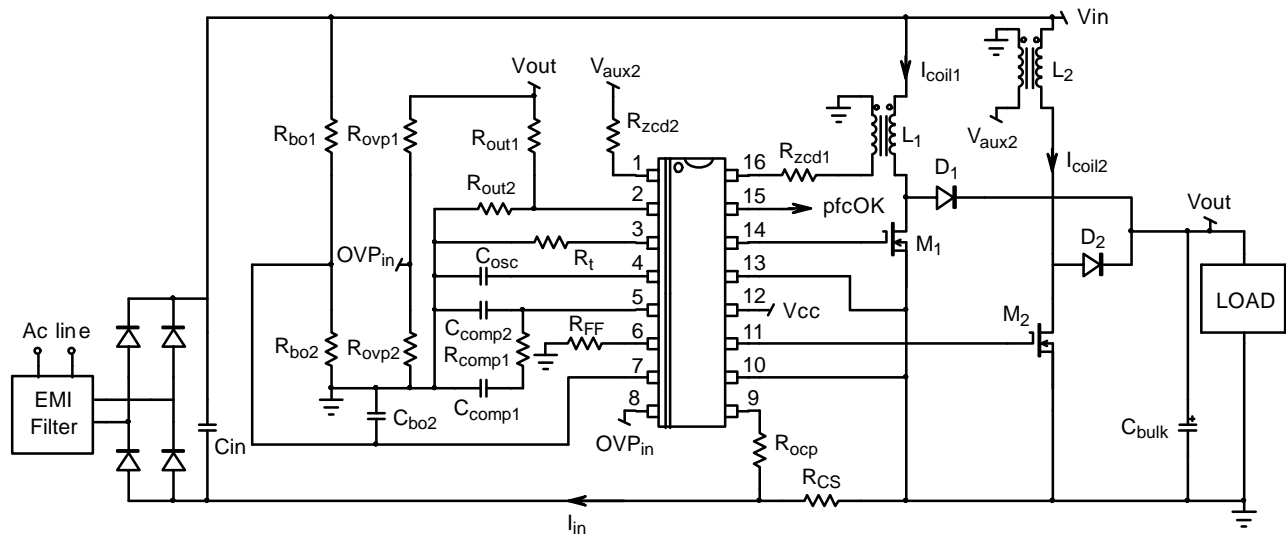 Vin
Vout
Vaux2
Icoil1
L2
Rbo1
Rovp1
Rout1
Rzcd2
Vaux2
L1
Rzcd1
Icoil2
D1
1
16
Rout2
2
15
pfcOK
Vout
3
14
M1
OVPin
Rt
D2
Cosc
4
13
LOAD
5
12
Vcc
M2
Ac line
Ccomp2
RFF
Rbo2
Rovp2
Rcomp1
6
11
EMI
Filter
7
10
Ccomp1
Cbo2
8
9
OVPin
Cin
Rocp
Cbulk
+
RCS
Iin